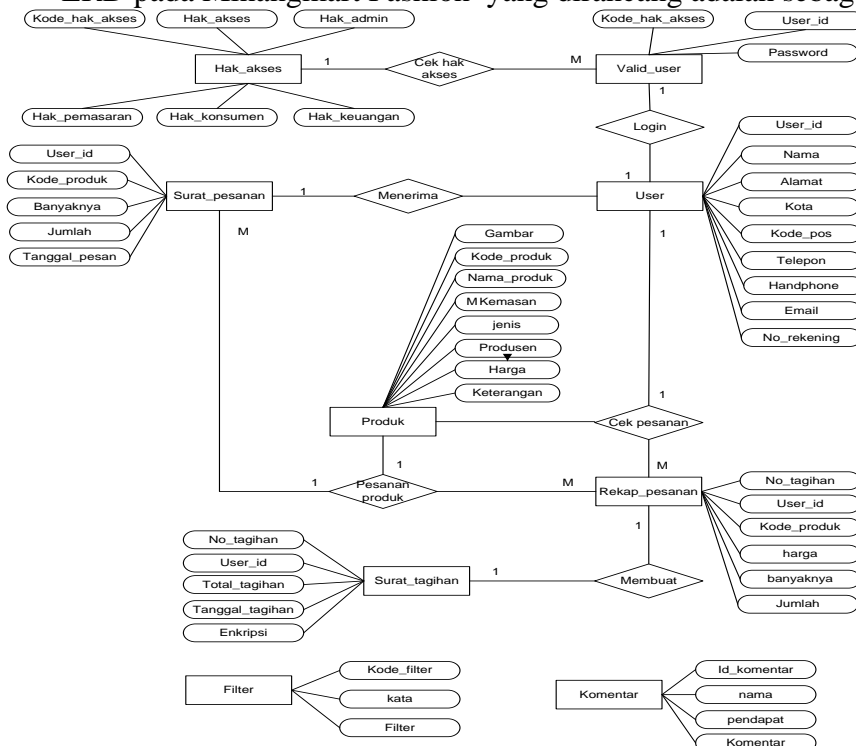 ERD pada Minangmart Fashion yang dirancang adalah sebag
Kode_hak_akses
Hak_akses
Hak_admin
Kode_hak_akses
User_id
Password
Hak_akses
1
Cek hak
akses
M
Valid_user
1
Hak_pemasaran
Hak_konsumen
Hak_keuangan
Login
User_id
Kode_produk
Banyaknya
Jumlah
Tanggal_pesan
Surat_pesanan
1
Menerima
1
User
User_id
Nama
Alamat
Kota
Kode_pos
Telepon
Handphone
Email
No_rekening
M
1
Gambar
Kode_produk
Nama_produk
M Kemasan
jenis
Produsen
Harga
Keterangan
Produk
1
Cek pesanan
1
M
1
Pesanan
produk
M
Rekap_pesanan
No_tagihan
User_id
Kode_produk
harga
banyaknya
Jumlah
1
No_tagihan
User_id
Total_tagihan
Tanggal_tagihan
Enkripsi
Surat_tagihan
1
Membuat
Filter
Kode_filter
kata
Filter
Komentar
Id_komentar
nama
pendapat
Komentar